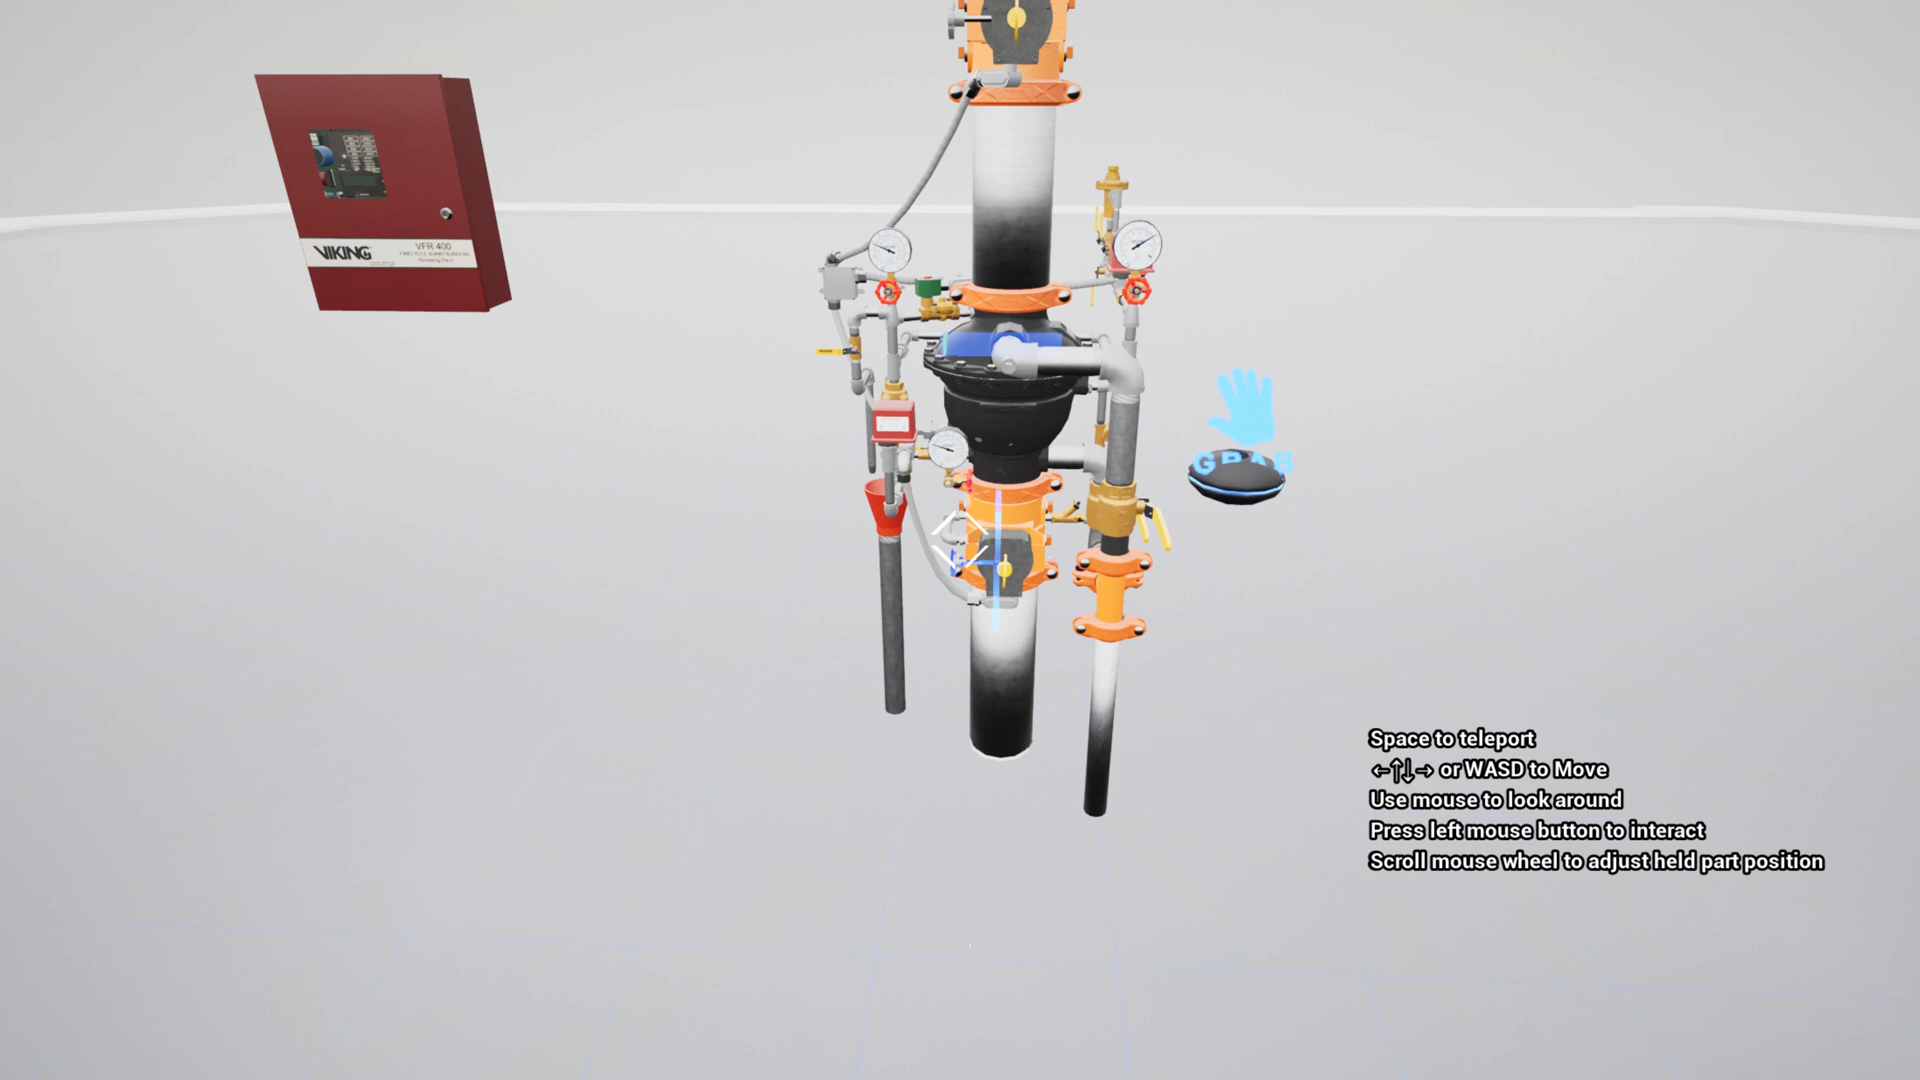 VIKING
VFR 400
GRAB
Space to teleport
←↑↓→ or WASD to Move
Use mouse to look around
Press left mouse button to interact
Scroll mouse wheel to adjust held part position